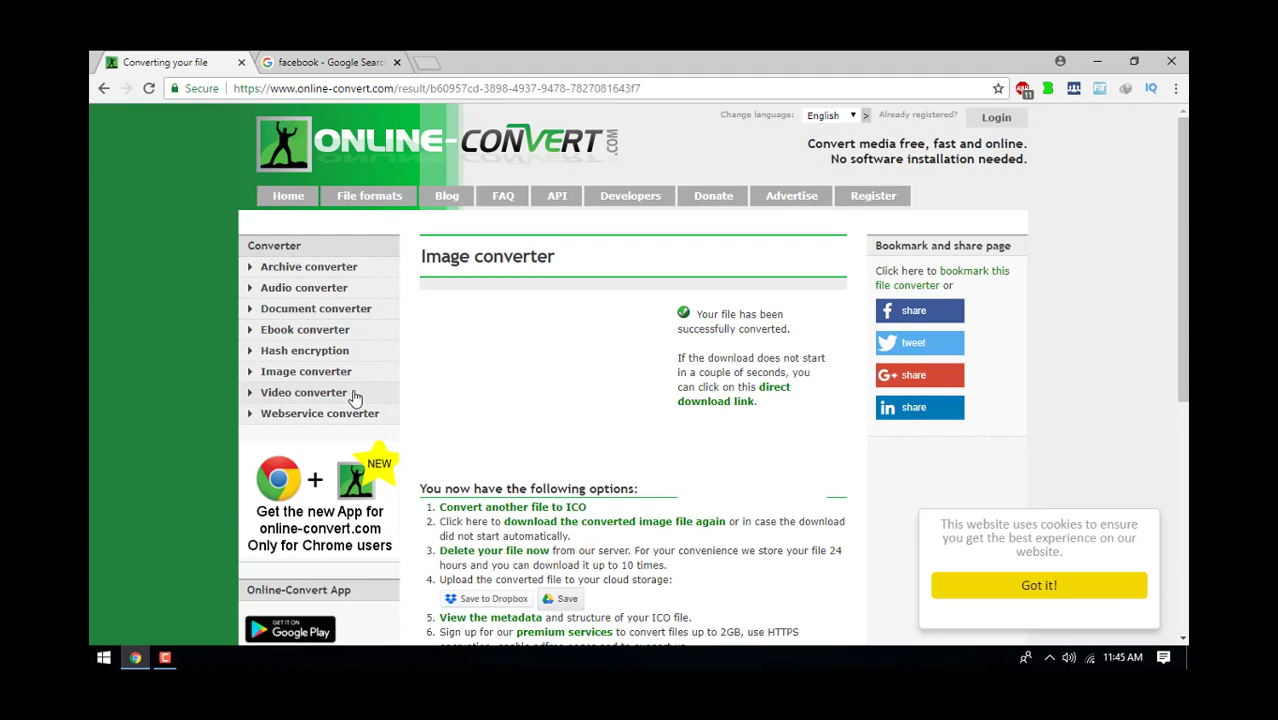 Converting your file
facebook - Google Searc
Secure
https://www.online-convert.com/result/b60957cd-3898-4937-9478-7827081643f7
11
IQ
Change language:
English
>
Already registered?
Login
ONLINE-CONVERT.COM
Convert media free, fast and online.
No software installation needed.
Home
File formats
Blog
FAQ
API
Developers
Donate
Advertise
Register
Converter
Archive converter
Audio converter
Document converter
Ebook converter
Hash encryption
Image converter
Video converter
Webservice converter
NEW
+
Get the new App for
online-convert.com
Only for Chrome users
Online-Convert App
GET IT ON
Google Play
Image converter
Your file has been
successfully converted.
If the download does not start
in a couple of seconds, you
can click on this direct
download link.
You now have the following options:
1. Convert another file to ICO
2. Click here to download the converted image file again or in case the download
did not start automatically.
3. Delete your file now from our server. For your convenience we store your file 24
hours and you can download it up to 10 times.
4. Upload the converted file to your cloud storage:
Save to Dropbox
Save
5. View the metadata and structure of your ICO file.
6. Sign up for our premium services to convert files up to 2GB, use HTTPS
Bookmark and share page
Click here to bookmark this
file converter or
share
tweet
G+ share
in share
This website uses cookies to ensure
you get the best experience on our
website.
Got it!
11:45 AM